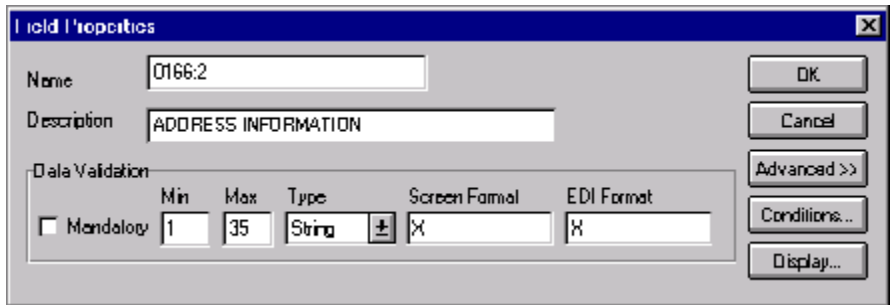 Field Properties
Name 0166:2
Description ADDRESS INFORMATION
Data Validation
Min Max Type Screen Format EDI Format
Mandatory 1 35 String X X
OK
Cancel
Advanced >>
Conditions...
Display...